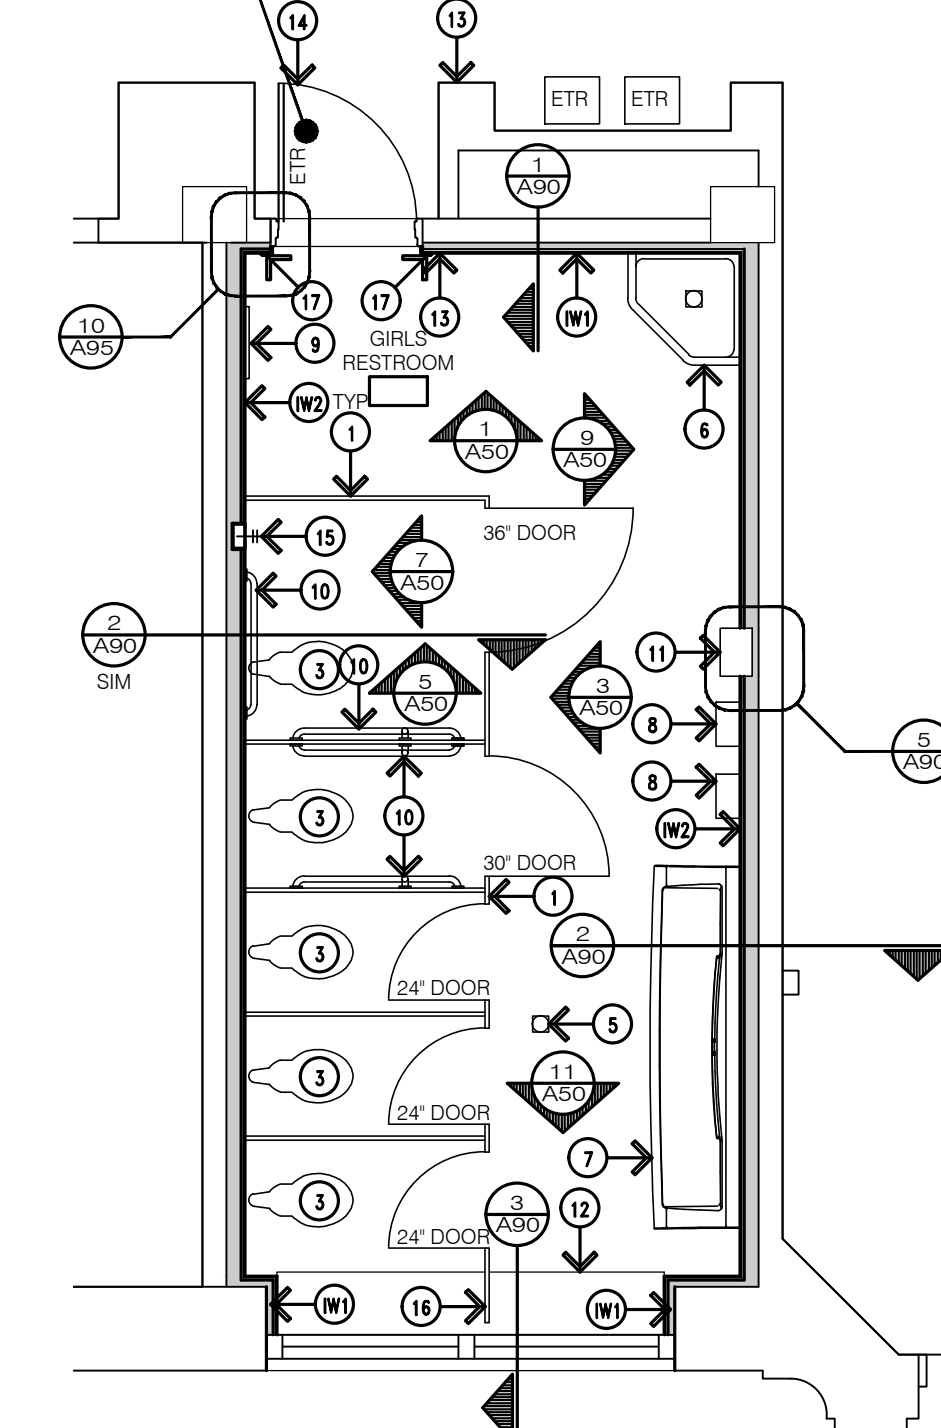 14
13
ETR
ETR
ETR
1
A90
17
17
13
IW1
10
A95
9
GIRLS
RESTROOM
IW2
TYP
1
1
A50
9
A50
6
36" DOOR
15
7
A50
10
2
A90
SIM
3
10
5
A50
3
A50
11
8
5
A90
8
3
10
IW2
30" DOOR
1
2
A90
3
24" DOOR
5
3
11
A50
24" DOOR
7
3
3
A90
12
24" DOOR
IW1
16
IW1